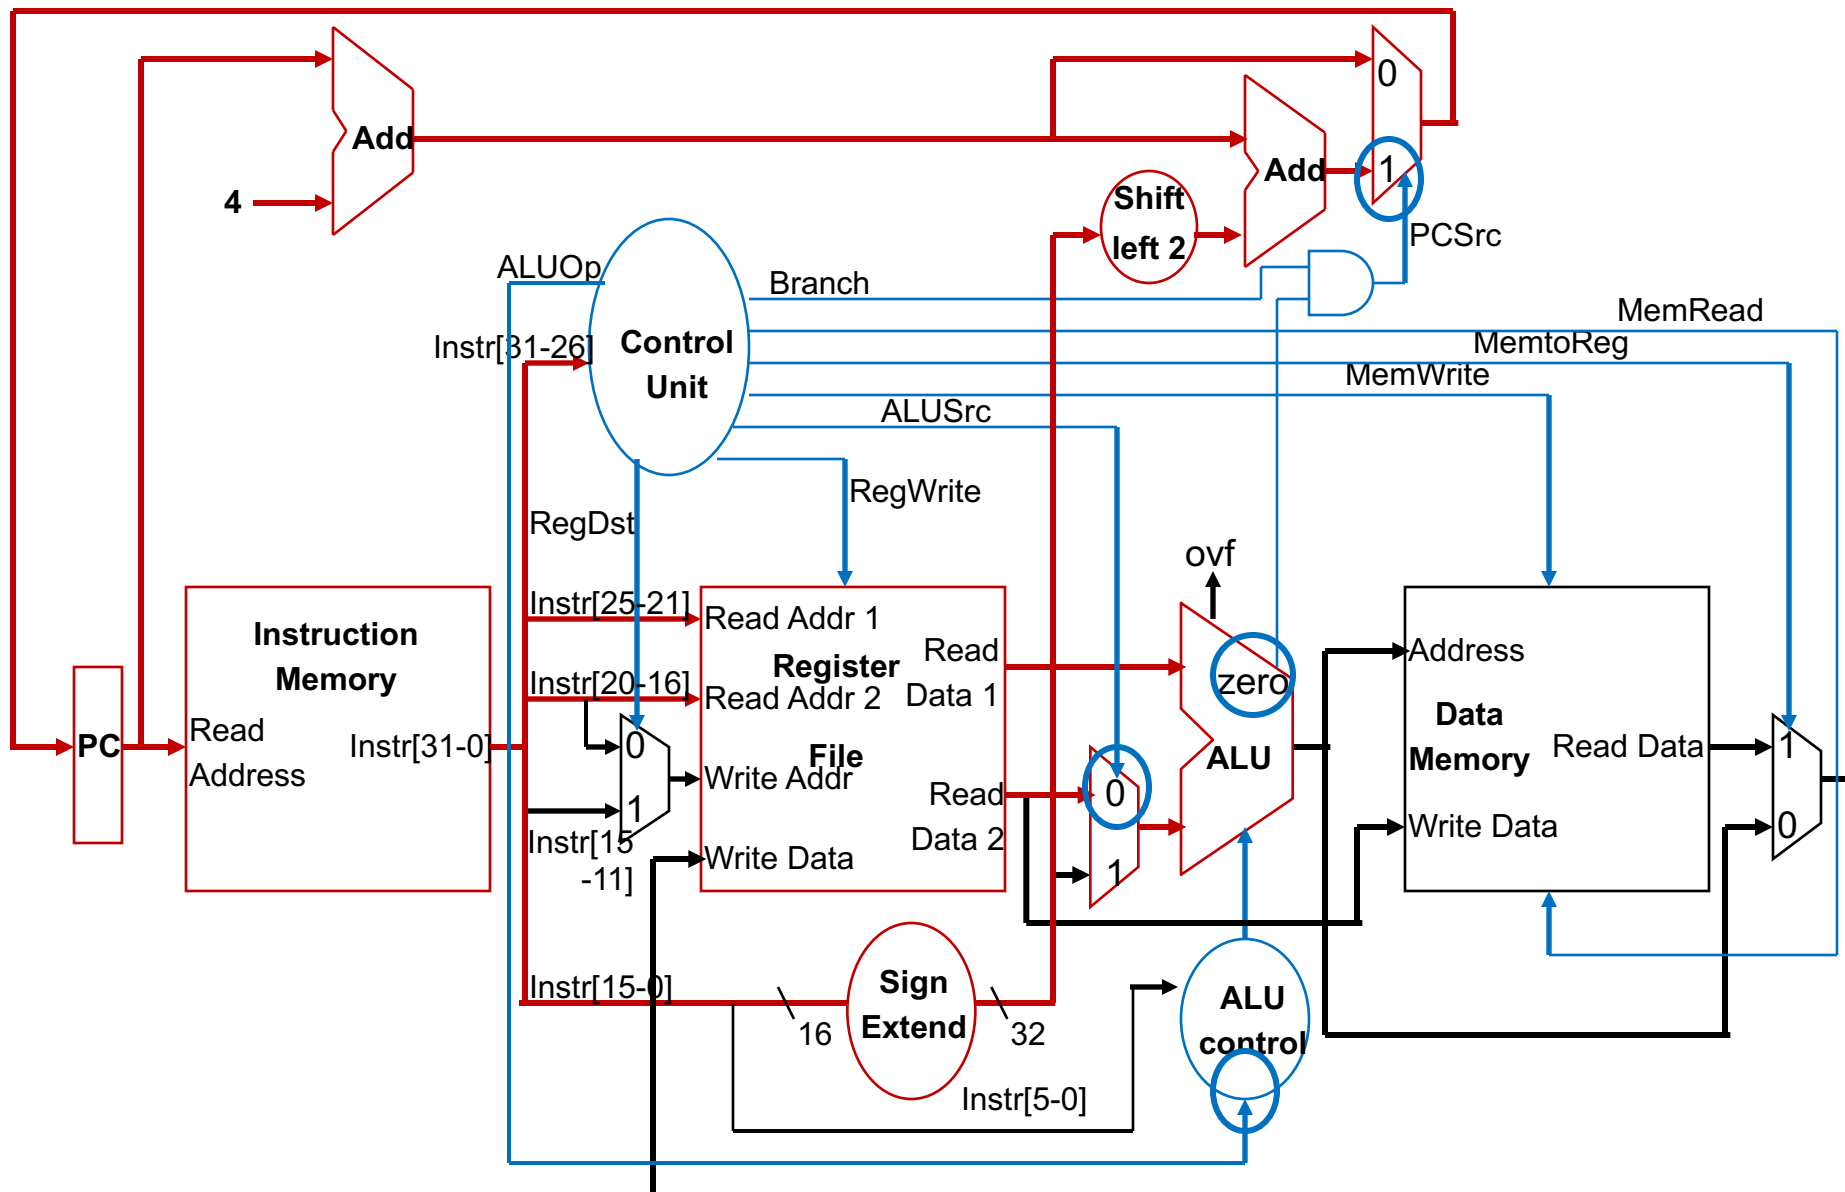 0
Add
Add
1
4
Shift
left 2
PCSrc
ALUOp
Branch
MemRead
Instr[31-26]
Control
Unit
MemtoReg
MemWrite
ALUSrc
RegWrite
RegDst
ovf
Instr[25-21]
Read Addr 1
Instruction
Memory
Register
File
Read
Data 1
Address
Instr[20-16]
Read Addr 2
zero
Data
Memory
PC
Read
Address
Instr[31-0]
0
Write Addr
ALU
Read Data
1
1
Read
Data 2
0
Write Data
0
Instr[15
-11]
Write Data
1
Instr[15-0]
Sign
Extend
16
32
ALU
control
Instr[5-0]